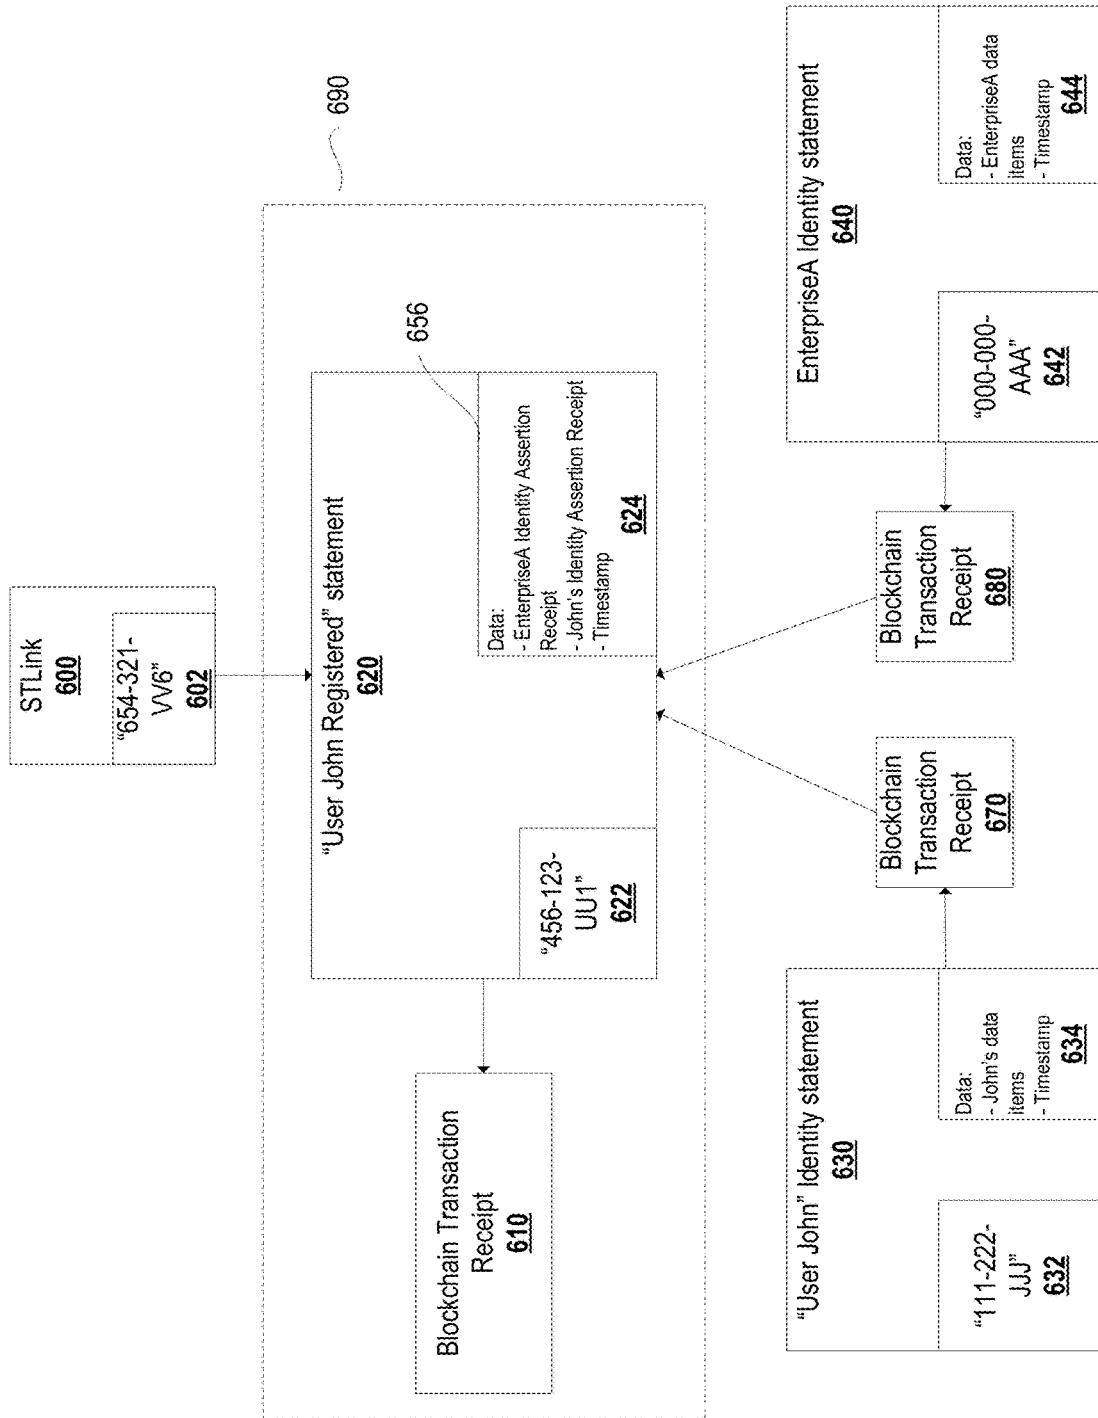 STLink
600
“654-321-
VV6”
602
690
“User John Registered” statement
620
656
Data:
- EnterpriseA Identity Assertion
Receipt
- John's Identity Assertion Receipt
- Timestamp
624
“456-123-
UU1”
622
Blockchain Transaction
Receipt
610
“User John” Identity statement
630
“111-222-
JJJ”
632
Data:
- John's data
items
- Timestamp
634
Blockchain
Transaction
Receipt
670
Blockchain
Transaction
Receipt
680
EnterpriseA Identity statement
640
“000-000-
AAA”
642
Data:
- EnterpriseA data
items
- Timestamp
644